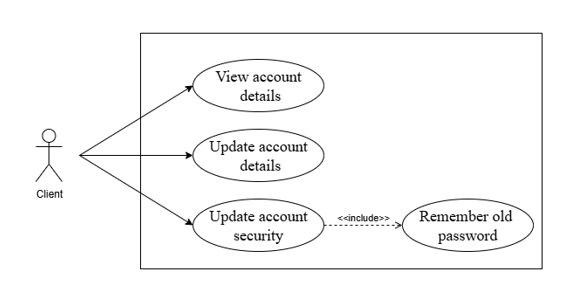 View account
details
Update account
details
Client
Update account
security
<<include>>
Remember old
password